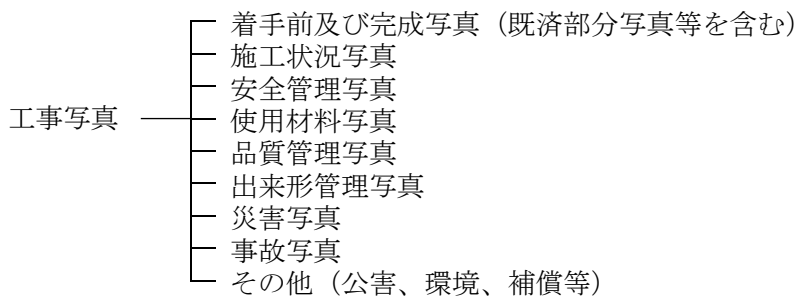 着手前及び完成写真（既済部分写真等を含む）
施工状況写真
安全管理写真
工事写真
使用材料写真
品質管理写真
出来形管理写真
災害写真
事故写真
その他（公害、環境、補償等）